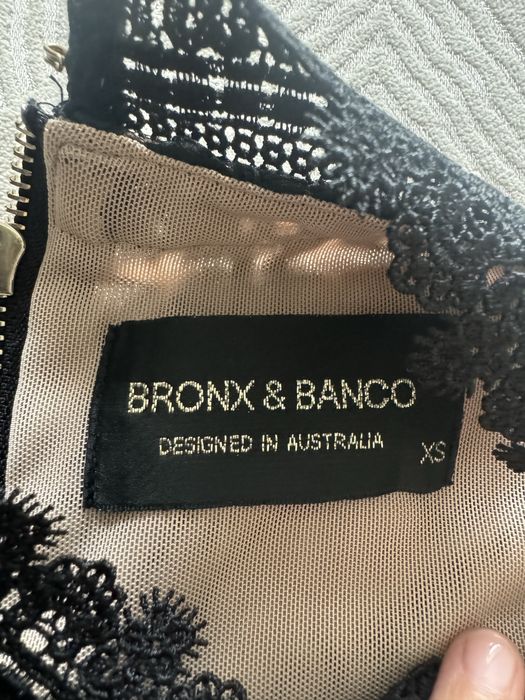 BRONX & BANCO
DESIGNED IN AUSTRALIA
XS